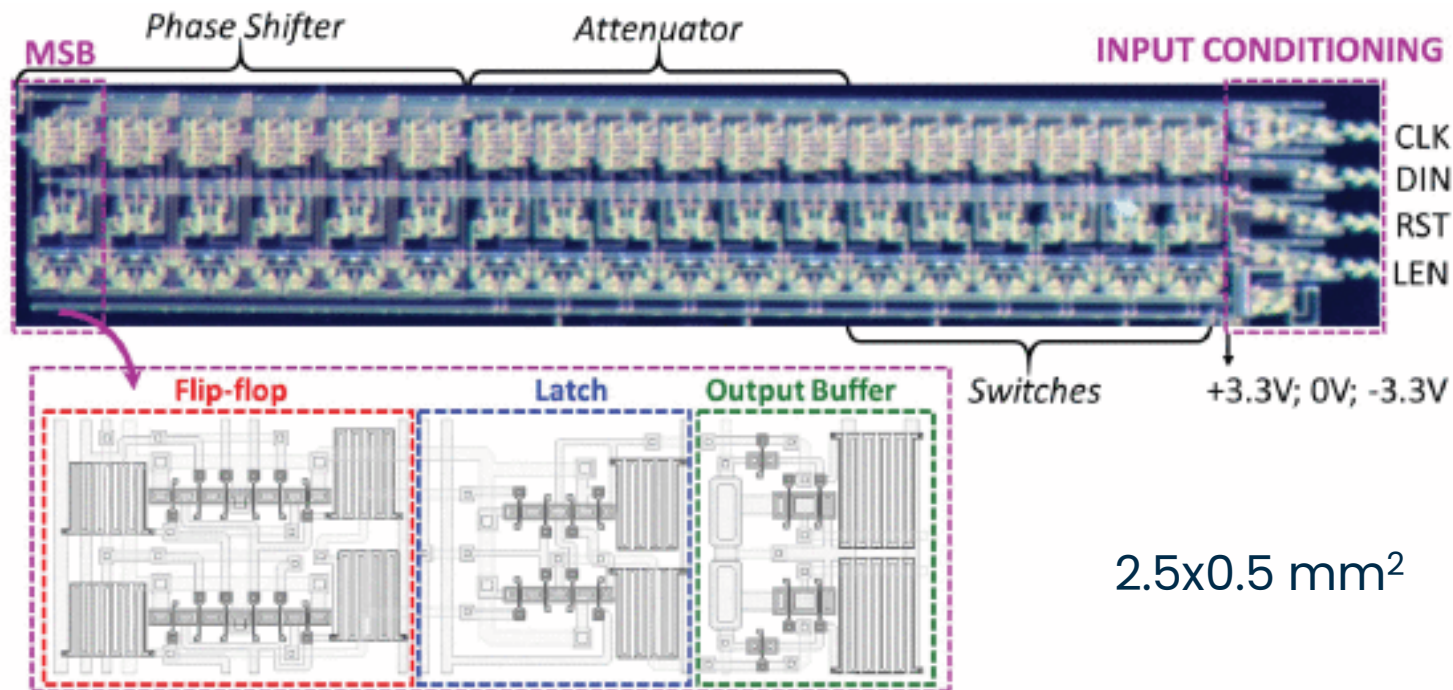 Phase Shifter
Attenuator
MSB
INPUT CONDITIONING
CLK
DIN
RST
LEN
Flip-flop
Latch
Output Buffer
Switches
+3.3V; 0V; -3.3V
2.5x0.5 mm²